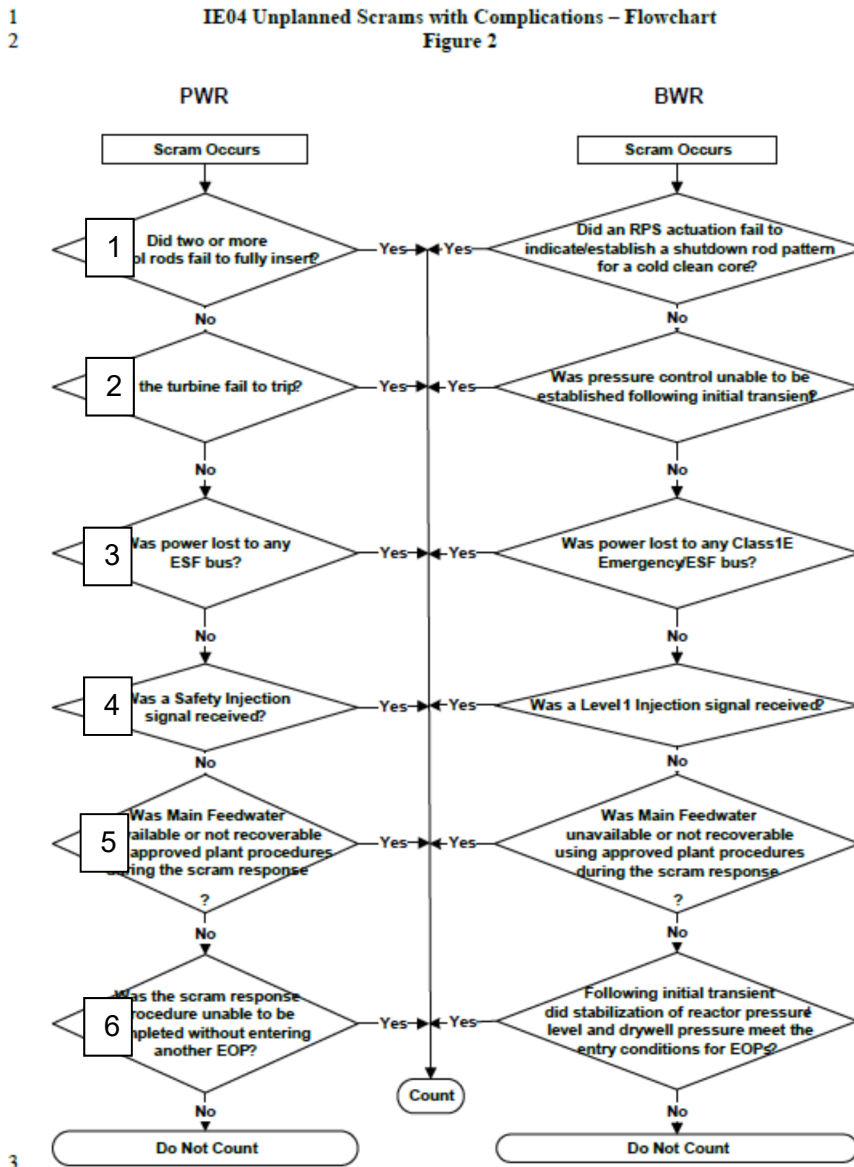 1
IE04 Unplanned Scrams with Complications – Flowchart
2
Figure 2
PWR
BWR
Scram Occurs
Scram Occurs
1
Did two or more
ol rods fail to fully insert?
Yes
Yes
Did an RPS actuation fail to
indicate/establish a shutdown rod pattern
for a cold clean core?
No
No
2
the turbine fail to trip?
Yes
Yes
Was pressure control unable to be
established following initial transient?
No
No
3
Was power lost to any
ESF bus?
Yes
Yes
Was power lost to any Class1E
Emergency/ESF bus?
No
No
4
Was a Safety Injection
signal received?
Yes
Yes
Was a Level 1 Injection signal received?
No
No
5
Was Main Feedwater
vailable or not recoverable
approved plant procedures
uring the scram response
?
Yes
Yes
Was Main Feedwater
unavailable or not recoverable
using approved plant procedures
during the scram response
?
No
No
6
Was the scram response
procedure unable to be
mpleted without entering
another EOP?
Yes
Yes
Following initial transient
did stabilization of reactor pressure/
level and drywell pressure meet the
entry conditions for EOPs?
Count
No
No
Do Not Count
Do Not Count
3